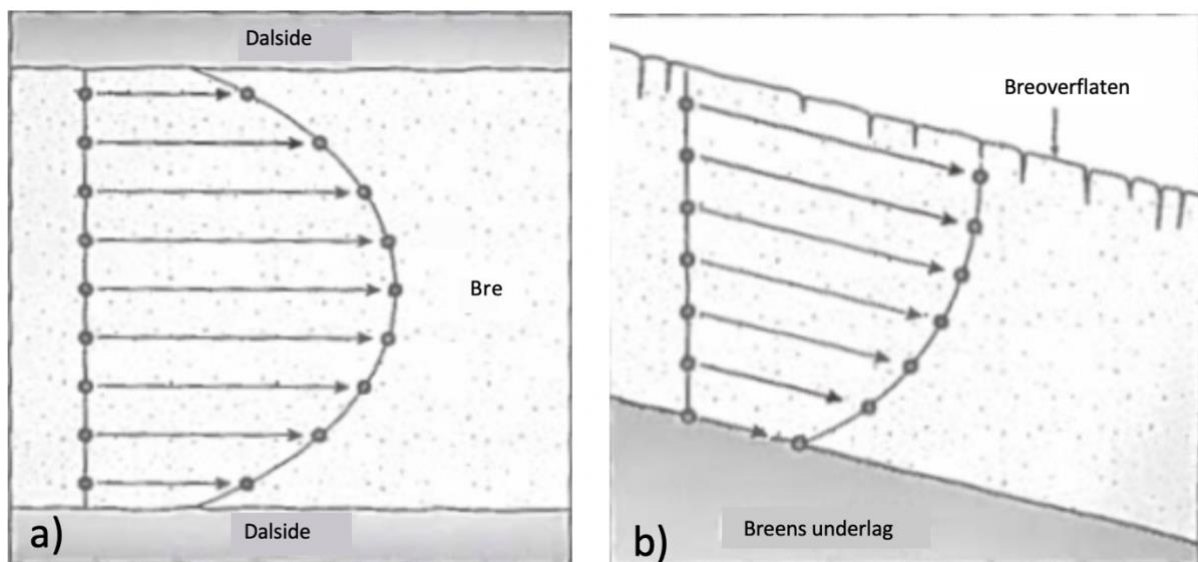 Dalside
Bre
Dalside
a)
Breoverflaten
Breens underlag
b)